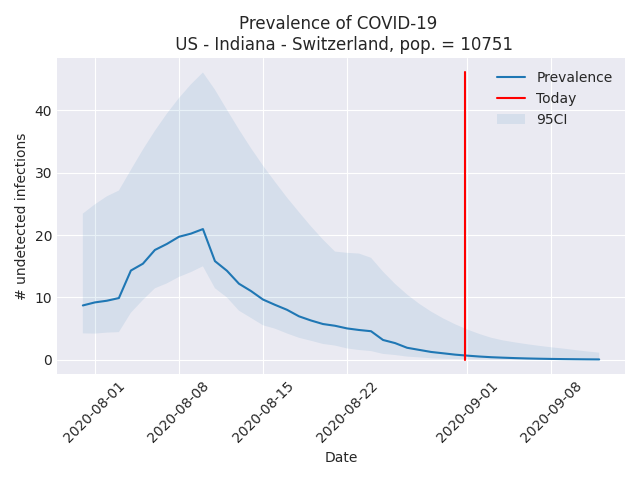 Prevalence of COVID-19
US - Indiana - Switzerland, pop. = 10751
Prevalence
Today
95CI
# undetected infections
40
30
20
10
0
2020-08-01
2020-08-08
2020-08-15
2020-08-22
2020-09-01
2020-09-08
Date